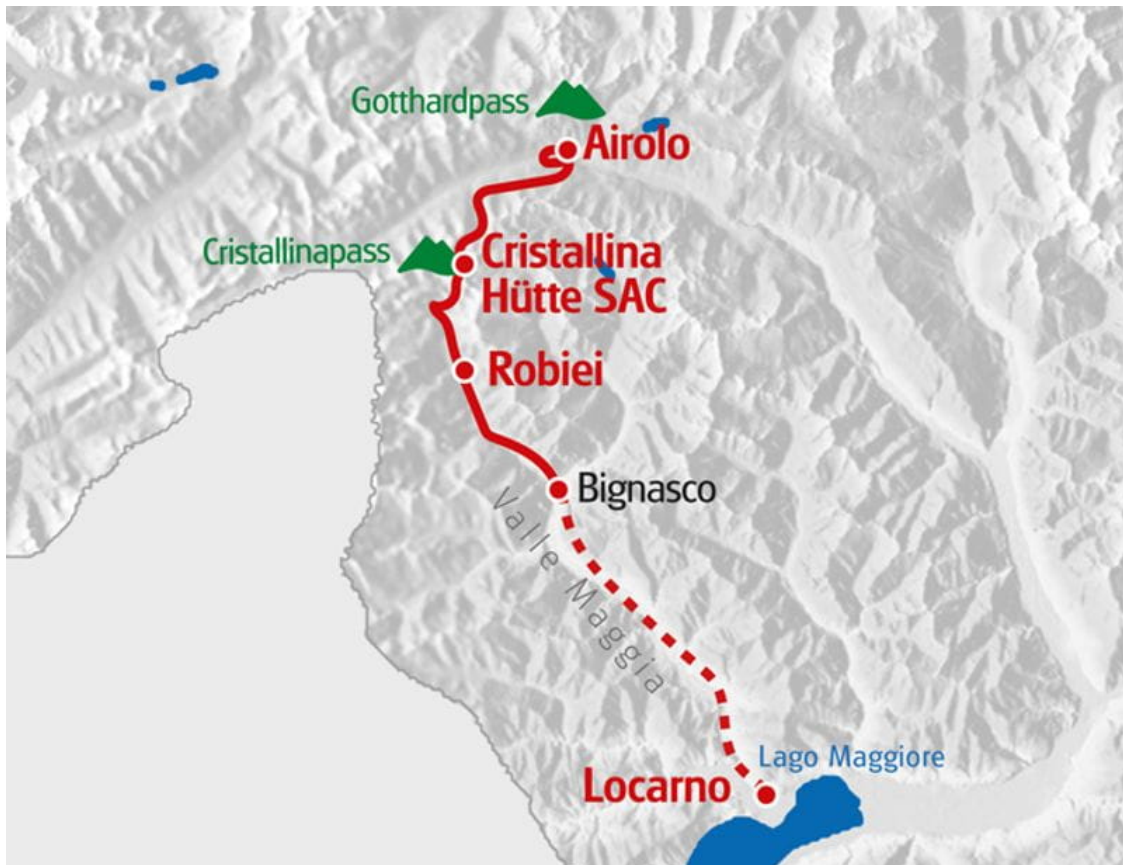 Gotthardpass
Airolo
Cristallinapass
Cristallina
Hütte SAC
Robiei
Bignasco
Valle Maggia
Lago Maggiore
Locarno